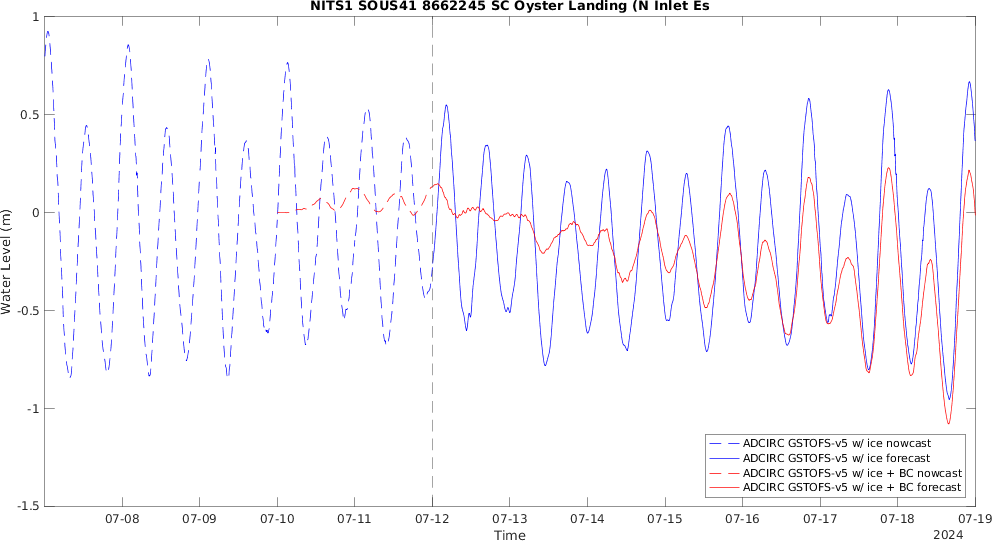 NITS1 SOUS41 8662245 SC Oyster Landing (N Inlet Es
1
0.5
0
-0.5
-1
-1.5
Water Level (m)
07-08
07-09
07-10
07-11
07-12
07-13
07-14
07-15
07-16
07-17
07-18
07-19
Time
2024
ADCIRC GSTOFS-v5 w/ ice nowcast
ADCIRC GSTOFS-v5 w/ ice forecast
ADCIRC GSTOFS-v5 w/ ice + BC nowcast
ADCIRC GSTOFS-v5 w/ ice + BC forecast